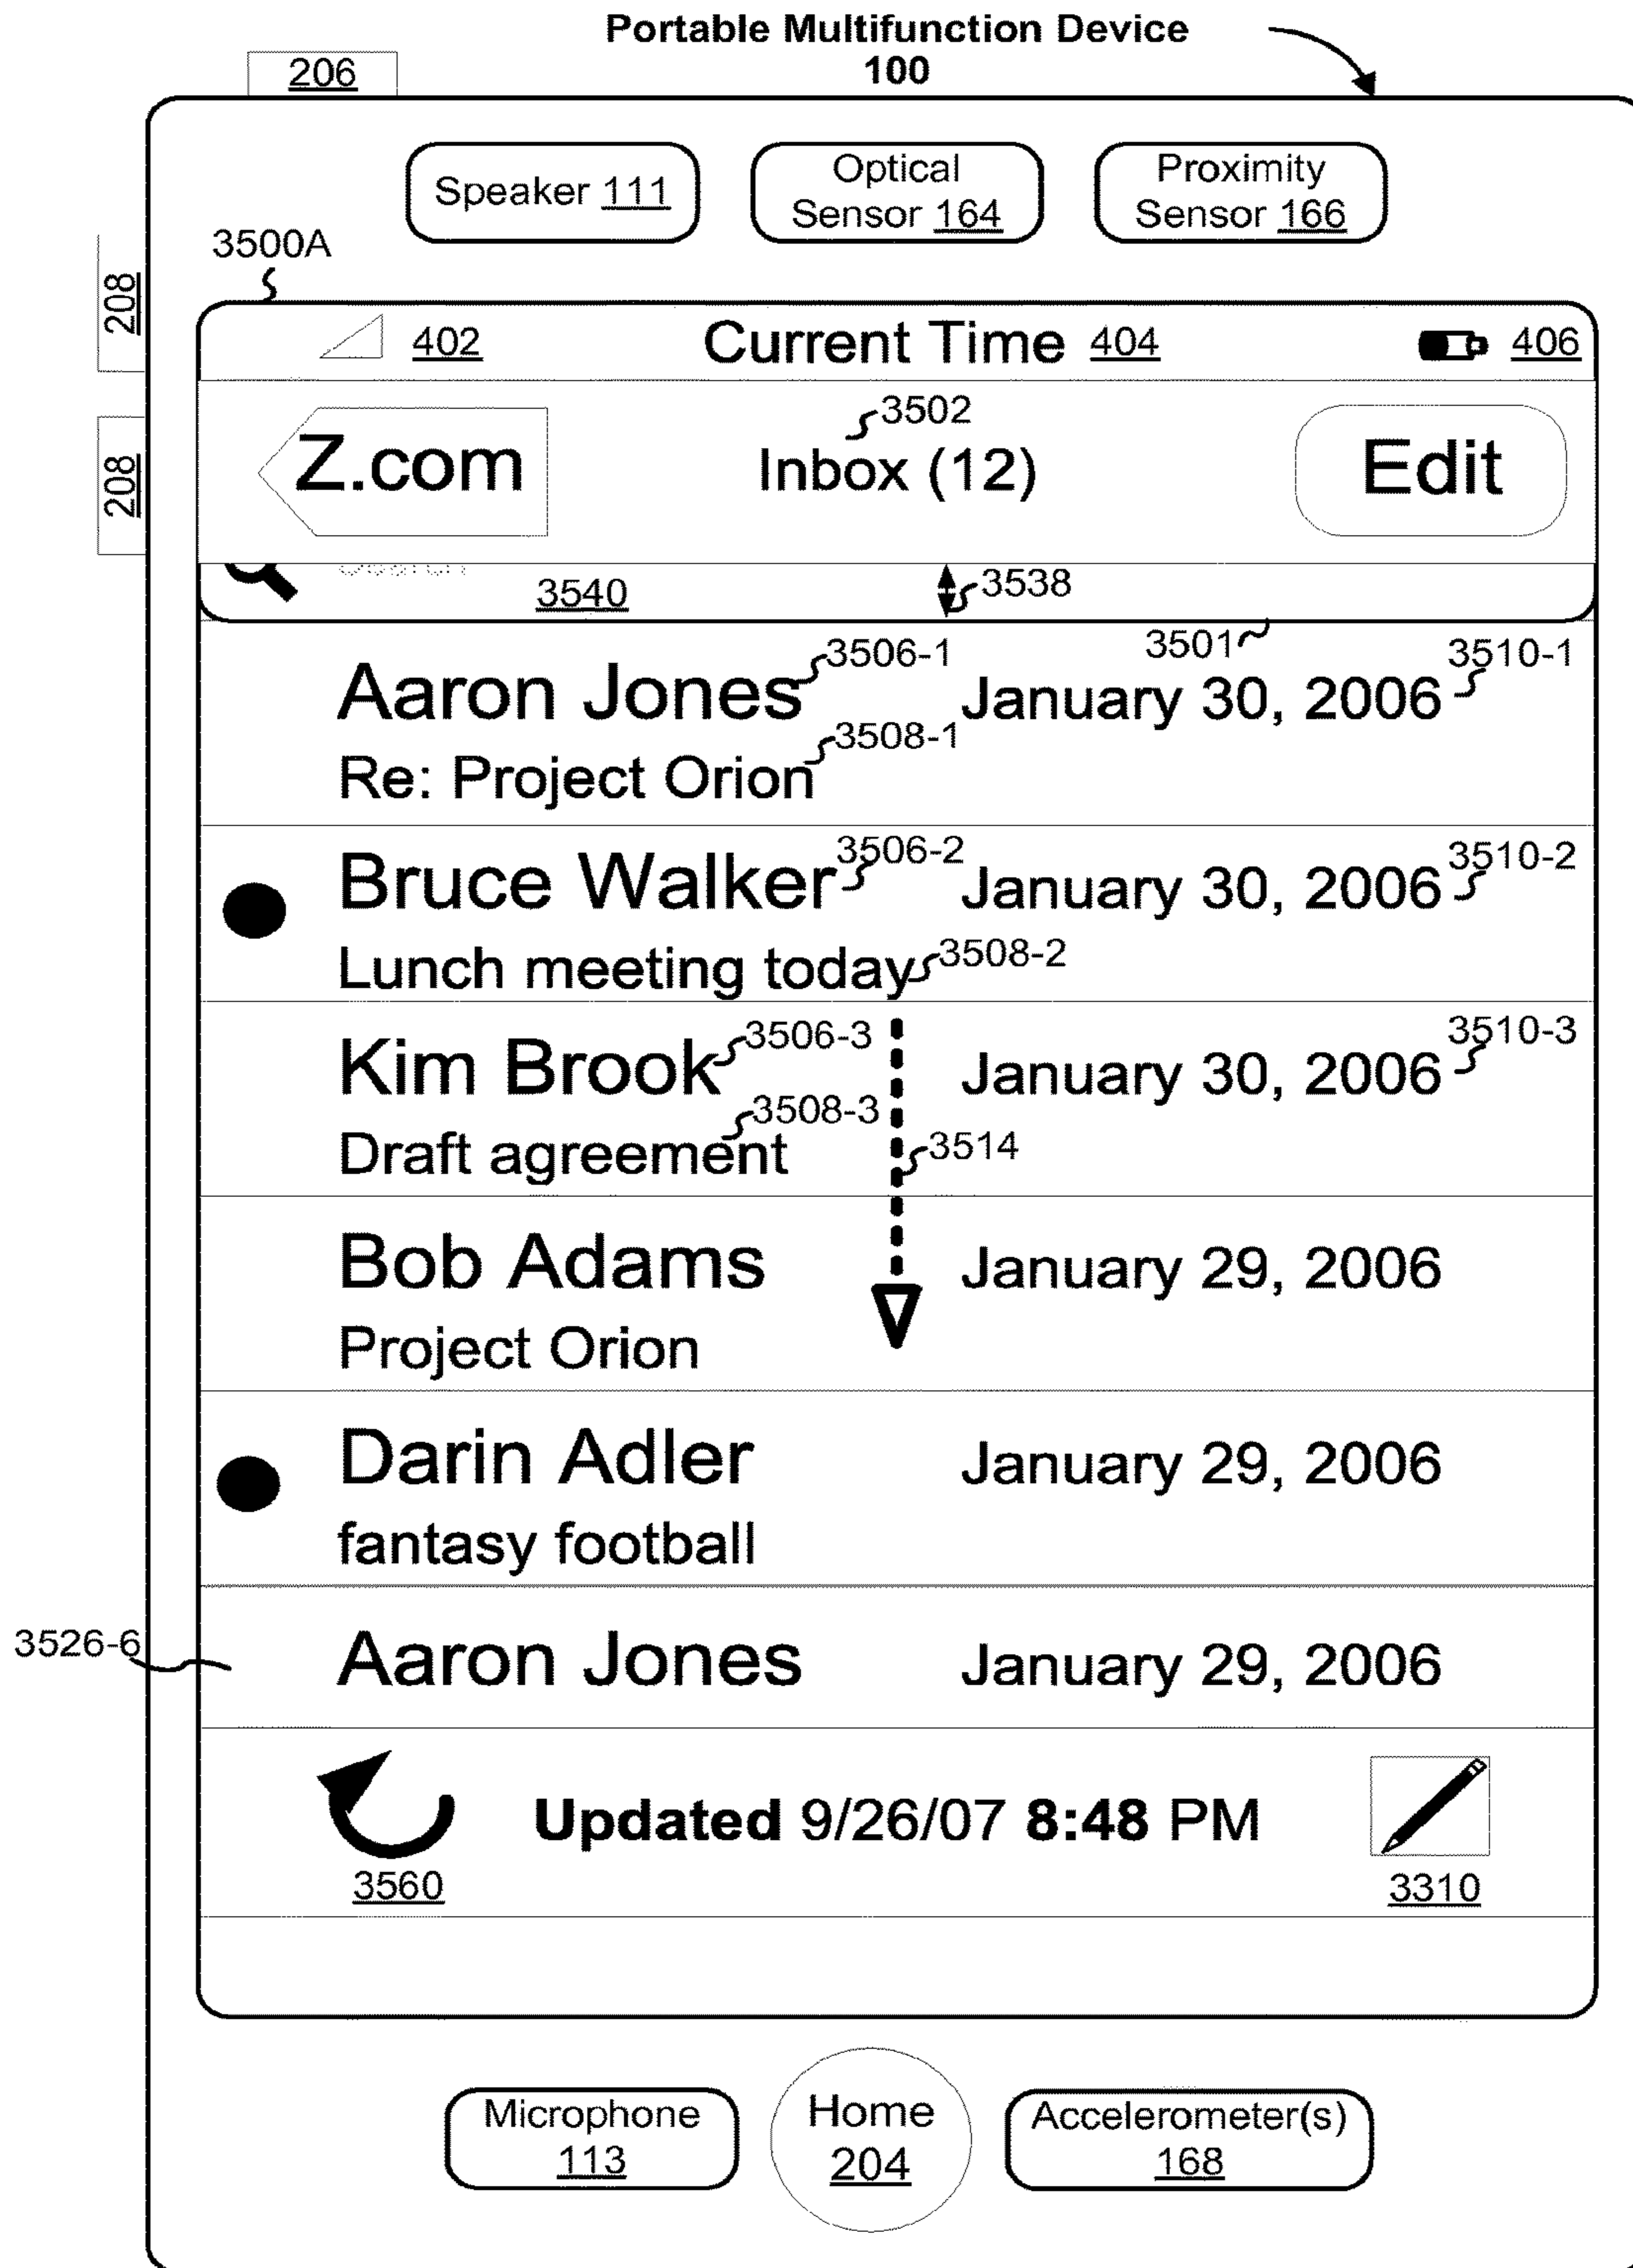 Portable Multifunction Device
100
206
Speaker 111
Optical
Sensor 164
Proximity
Sensor 166
3500A
208
402
Current Time 404
406
3502
Z.com
Inbox (12)
Edit
208
3540
3538
3501
Aaron Jones 3506-1
January 30, 2006 3510-1
Re: Project Orion 3508-1
Bruce Walker 3506-2
January 30, 2006 3510-2
Lunch meeting today 3508-2
Kim Brook 3506-3
January 30, 2006 3510-3
Draft agreement 3508-3
3514
Bob Adams
January 29, 2006
Project Orion
Darin Adler
January 29, 2006
fantasy football
3526-6
Aaron Jones
January 29, 2006
Updated 9/26/07 8:48 PM
3560
3310
Microphone
113
Home
204
Accelerometer(s)
168